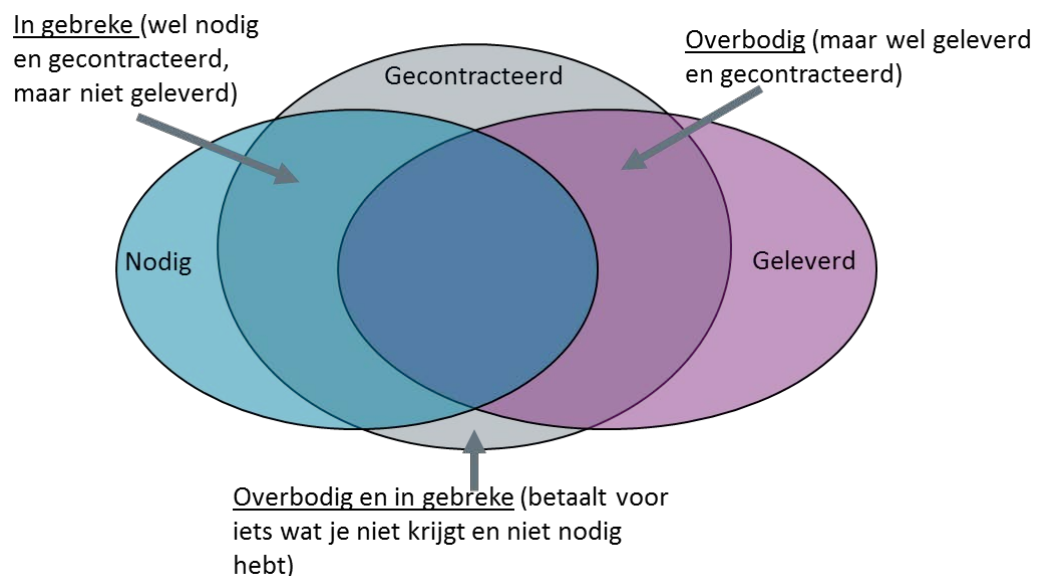 In gebreke (wel nodig
en gecontracteerd,
maar niet geleverd)
Overbodig (maar wel geleverd
en gecontracteerd)
Gecontracteerd
Nodig
Geleverd
Overbodig en in gebreke (betaalt voor
iets wat je niet krijgt en niet nodig
hebt)